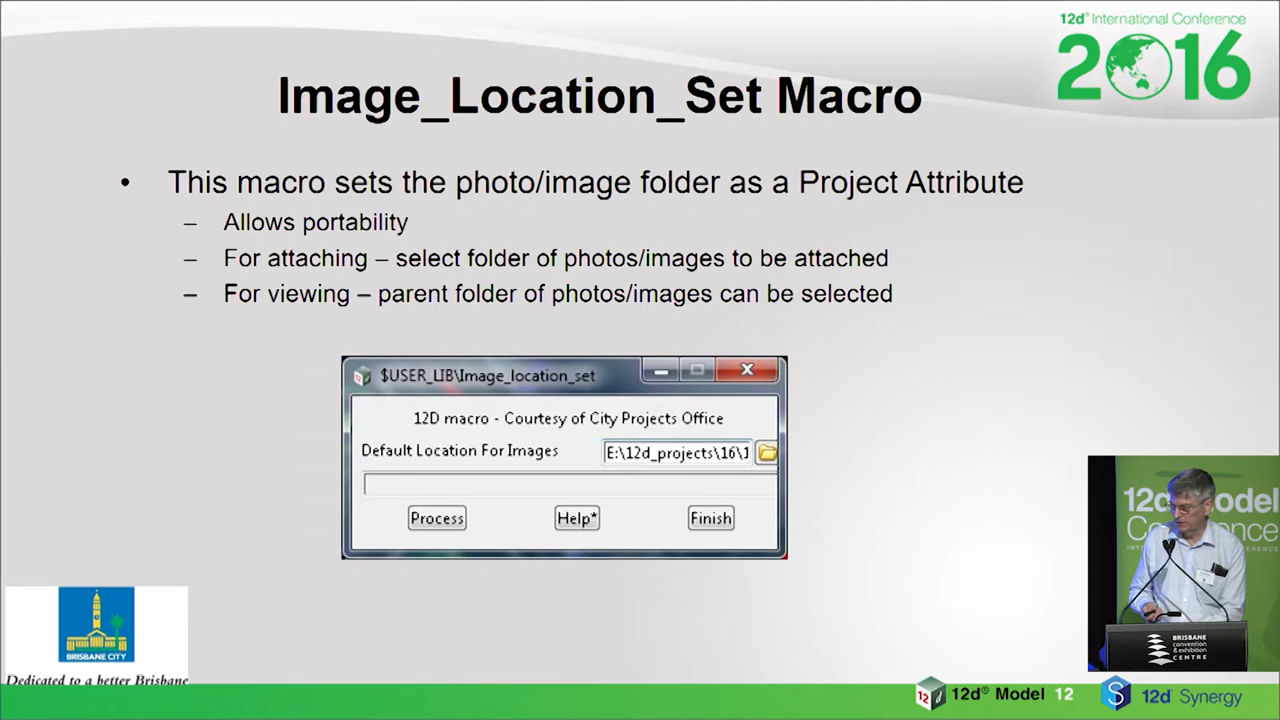 12d® International Conference
2016
Image_Location_Set Macro
• This macro sets the photo/image folder as a Project Attribute
– Allows portability
– For attaching – select folder of photos/images to be attached
– For viewing – parent folder of photos/images can be selected
$USER_LIB\Image_location_set
12D macro - Courtesy of City Projects Office
Default Location For Images
E:\12d_projects\16\1
Process
Help*
Finish
12d Model
Conference
BRISBANE
convention
& exhibition
CENTRE
BRISBANE CITY
Dedicated to a better Brisbane
12d® Model 12
12d® Synergy